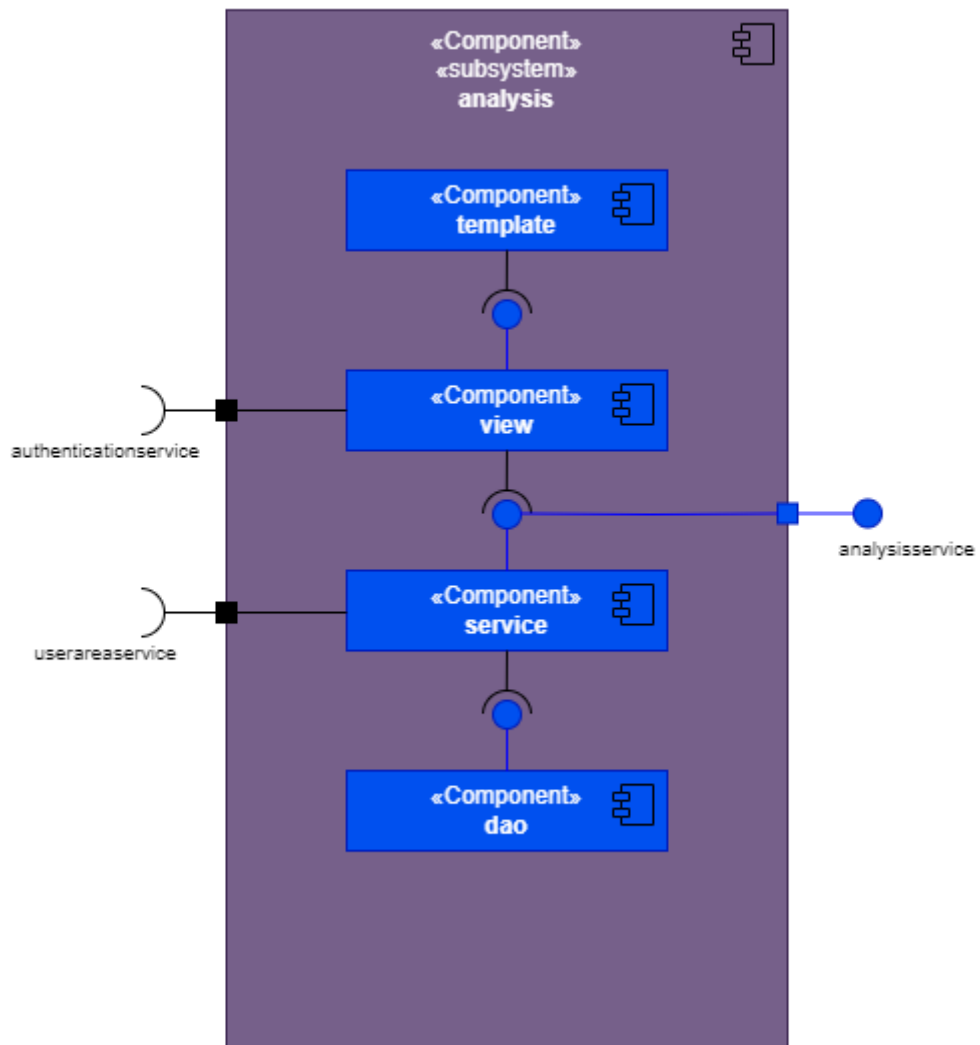 «Component»
«subsystem»
analysis
«Component»
template
«Component»
view
authenticationservice
analysisservice
«Component»
service
userareaservice
«Component»
dao